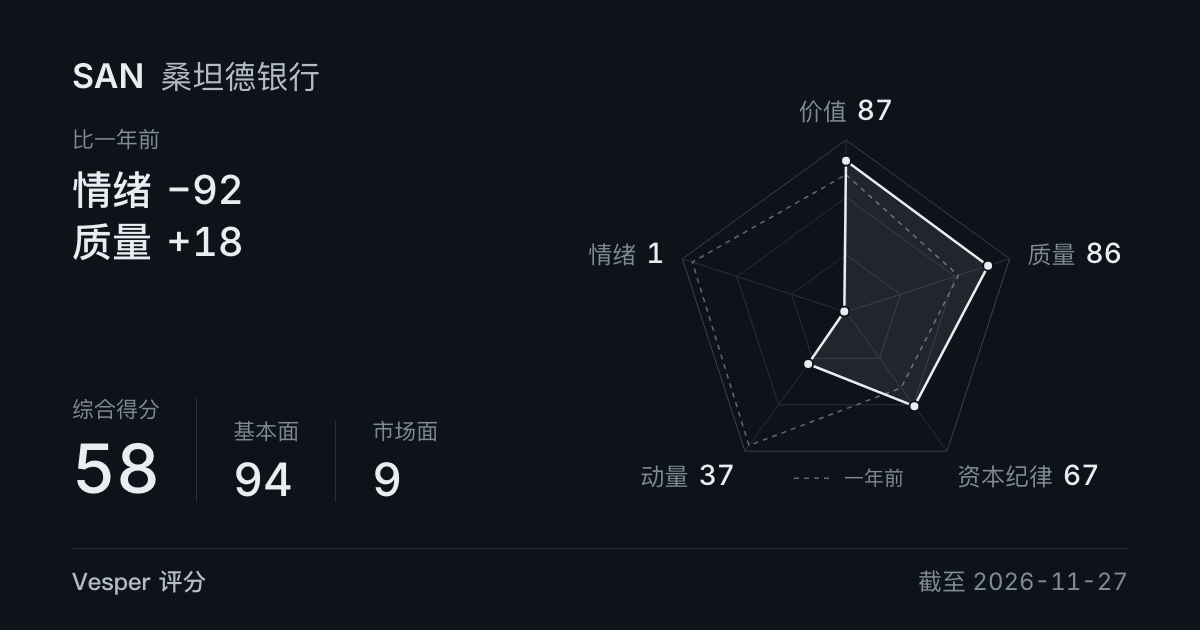 SAN 桑坦德银行
比一年前
情绪 −92
质量 +18
综合得分
58
基本面
94
市场面
9
价值 87
质量 86
资本纪律 67
动量 37
情绪 1
一年前
Vesper 评分
截至 2026-11-27